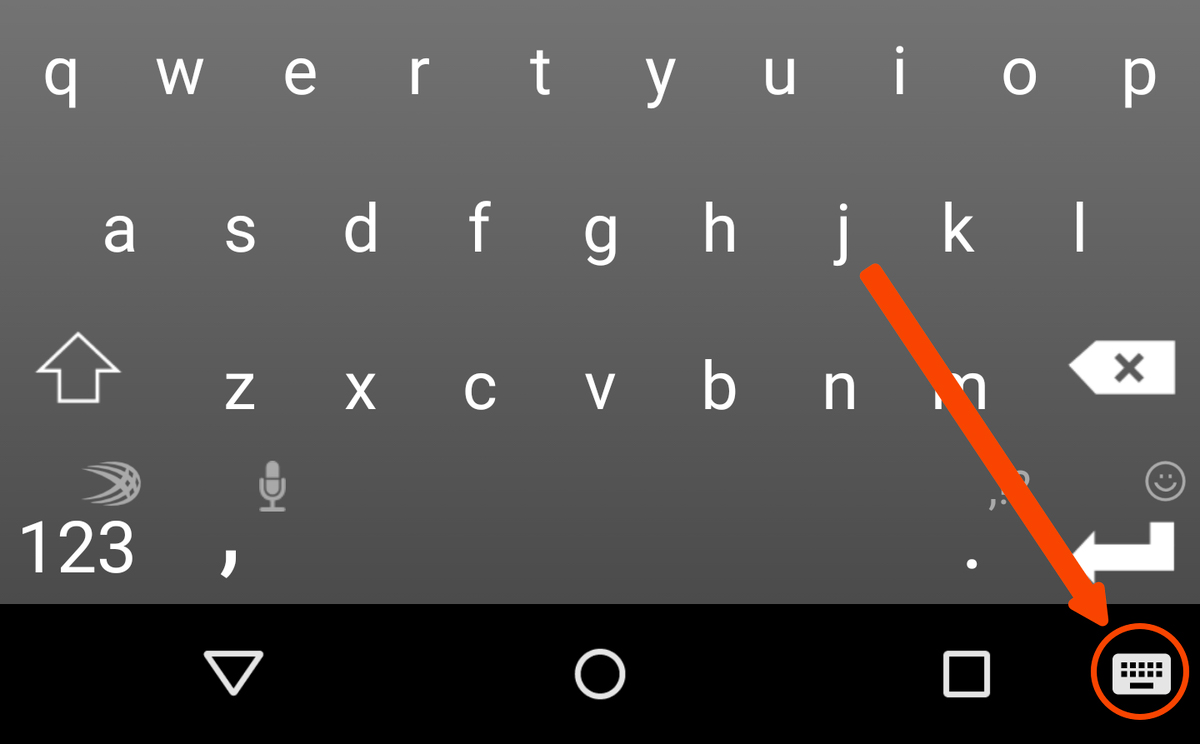 q w e r t y u i o p
a s d f g h j k l
z x c v b n m
,!?
123 , .